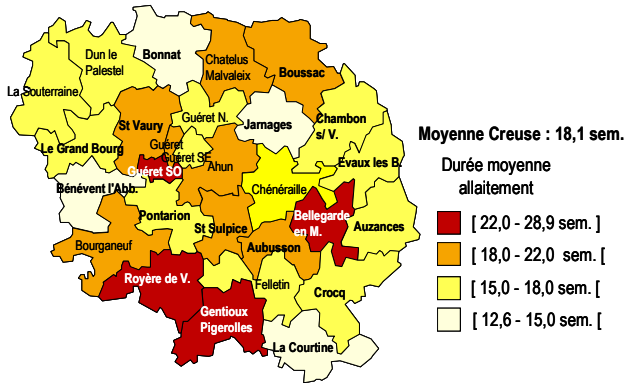 Dun le
Palestel
Bonnat
Chatelus
Malvaleix
Boussac
La Souterraine
St Vaury
Guéret N.
Jarnages
Chambon
s/ V.
Le Grand Bourg
Guéret
Guéret SE
Guéret SO
Ahun
Evaux les B.
Bénévent l'Abb.
Chénéraille
Pontarion
St Sulpice
Bellegarde
en M.
Auzances
Bourganeuf
Aubusson
Royère de V.
Felletin
Crocq
Gentioux
Pigerolles
La Courtine
Moyenne Creuse : 18,1 sem.
Durée moyenne
allaitement
[ 22,0 - 28,9 sem. ]
[ 18,0 - 22,0 sem. [
[ 15,0 - 18,0 sem. [
[ 12,6 - 15,0 sem. [